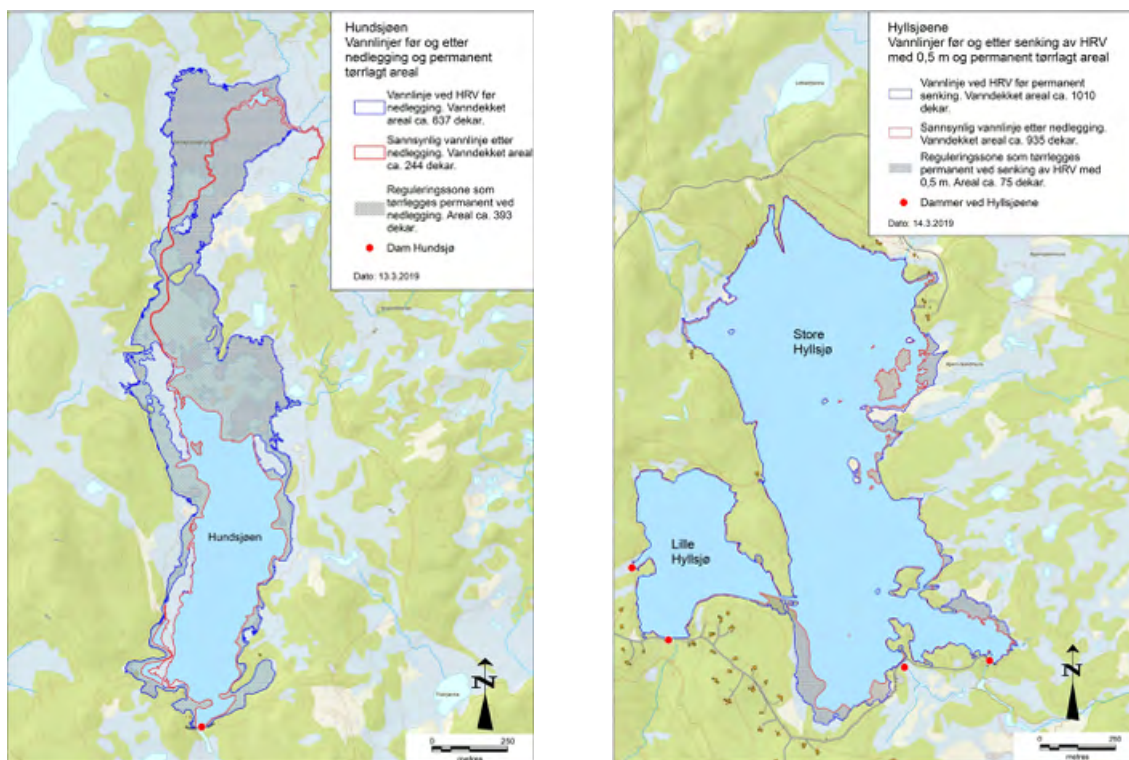 Hundsjøen
Vannlinjer før og etter
nedlegging og permanent
tørrlagt areal
Vannlinje ved HRV før
nedlegging. Vanndekket
areal ca. 637 dekar.
Sannsynlig vannlinje etter
nedlegging. Vanndekket areal
ca. 244 dekar.
Reguleringssone som
tørrlegges permanent ved
nedlegging. Areal ca. 393
dekar.
Dam Hundsjø
Dato: 13.3.2019
Hundsjøen
N
0 250
metres
Hyllsjøene
Vannlinjer før og etter senking av HRV
med 0,5 m og permanent tørrlagt areal
Vannlinje ved HRV før permanent
senking. Vanndekket areal ca. 1010
dekar.
Sannsynlig vannlinje etter nedlegging.
Vanndekket areal ca. 935 dekar.
Reguleringssone som tørrlegges
permanent ved senking av HRV med
0,5 m. Areal ca. 75 dekar.
Dammer ved Hyllsjøene
Dato: 14.3.2019
Store
Hyllsjø
Lille
Hyllsjø
N
0 250
metres